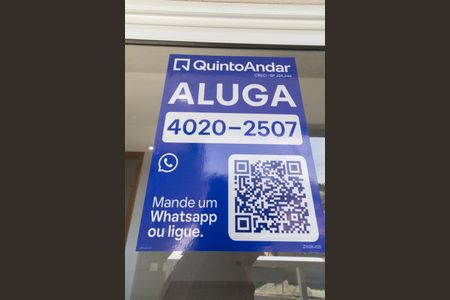 QuintoAndar
ALUGA
4020-2507
Mande um
Whatsapp
ou ligue.